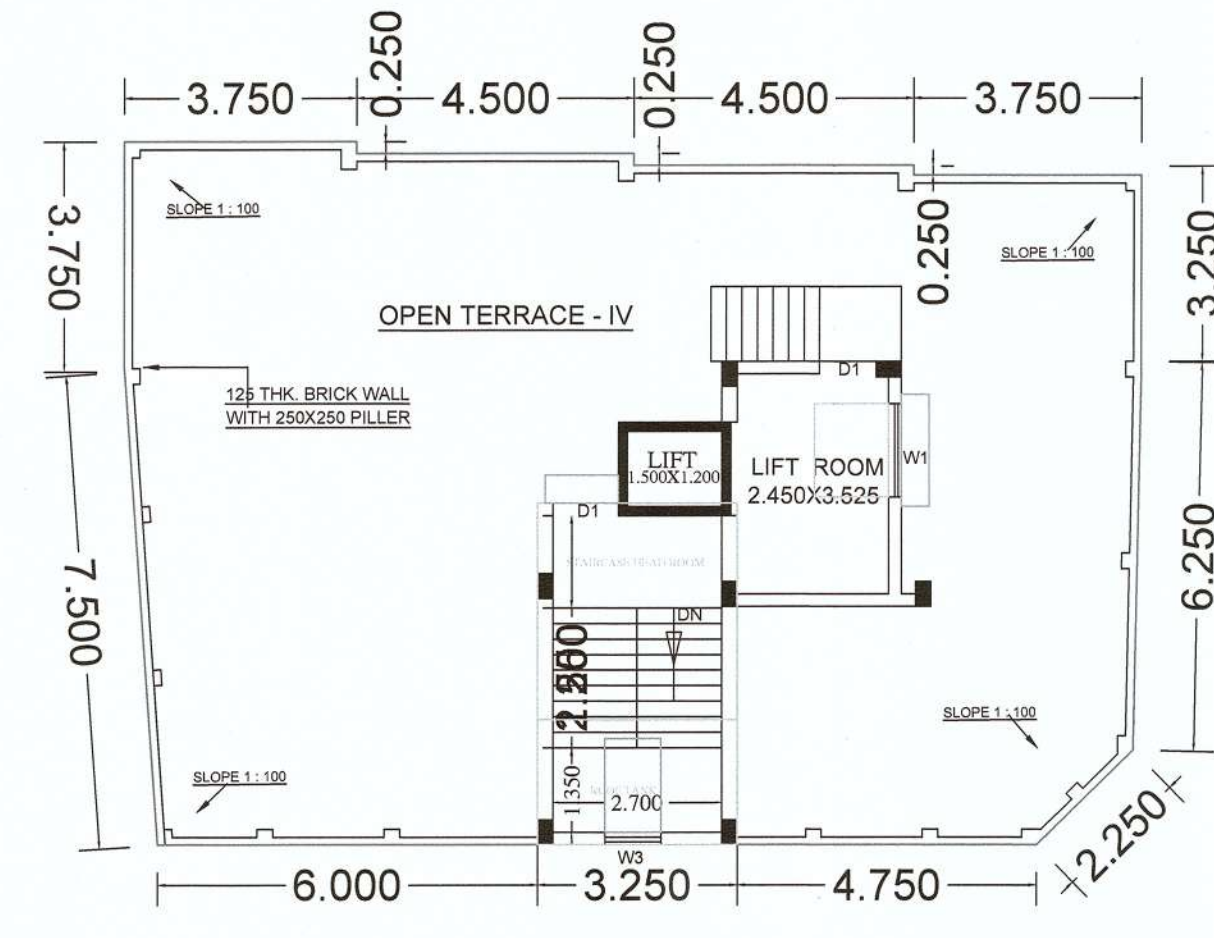 0.250
0.250
3.750
4.500
4.500
3.750
SLOPE 1 : 100
3.750
0.250
3.250
SLOPE 1 : 100
OPEN TERRACE - IV
D1
125 THK. BRICK WALL
WITH 250X250 PILLER
LIFT
1.500X1.200
LIFT ROOM
2.450X3.525
W1
D1
STAIRCASE HEAD ROOM
6.250
7.500
DN
SLOPE 1 : 100
SLOPE 1 : 100
1.350
2.700
2.250
W3
6.000
3.250
4.750